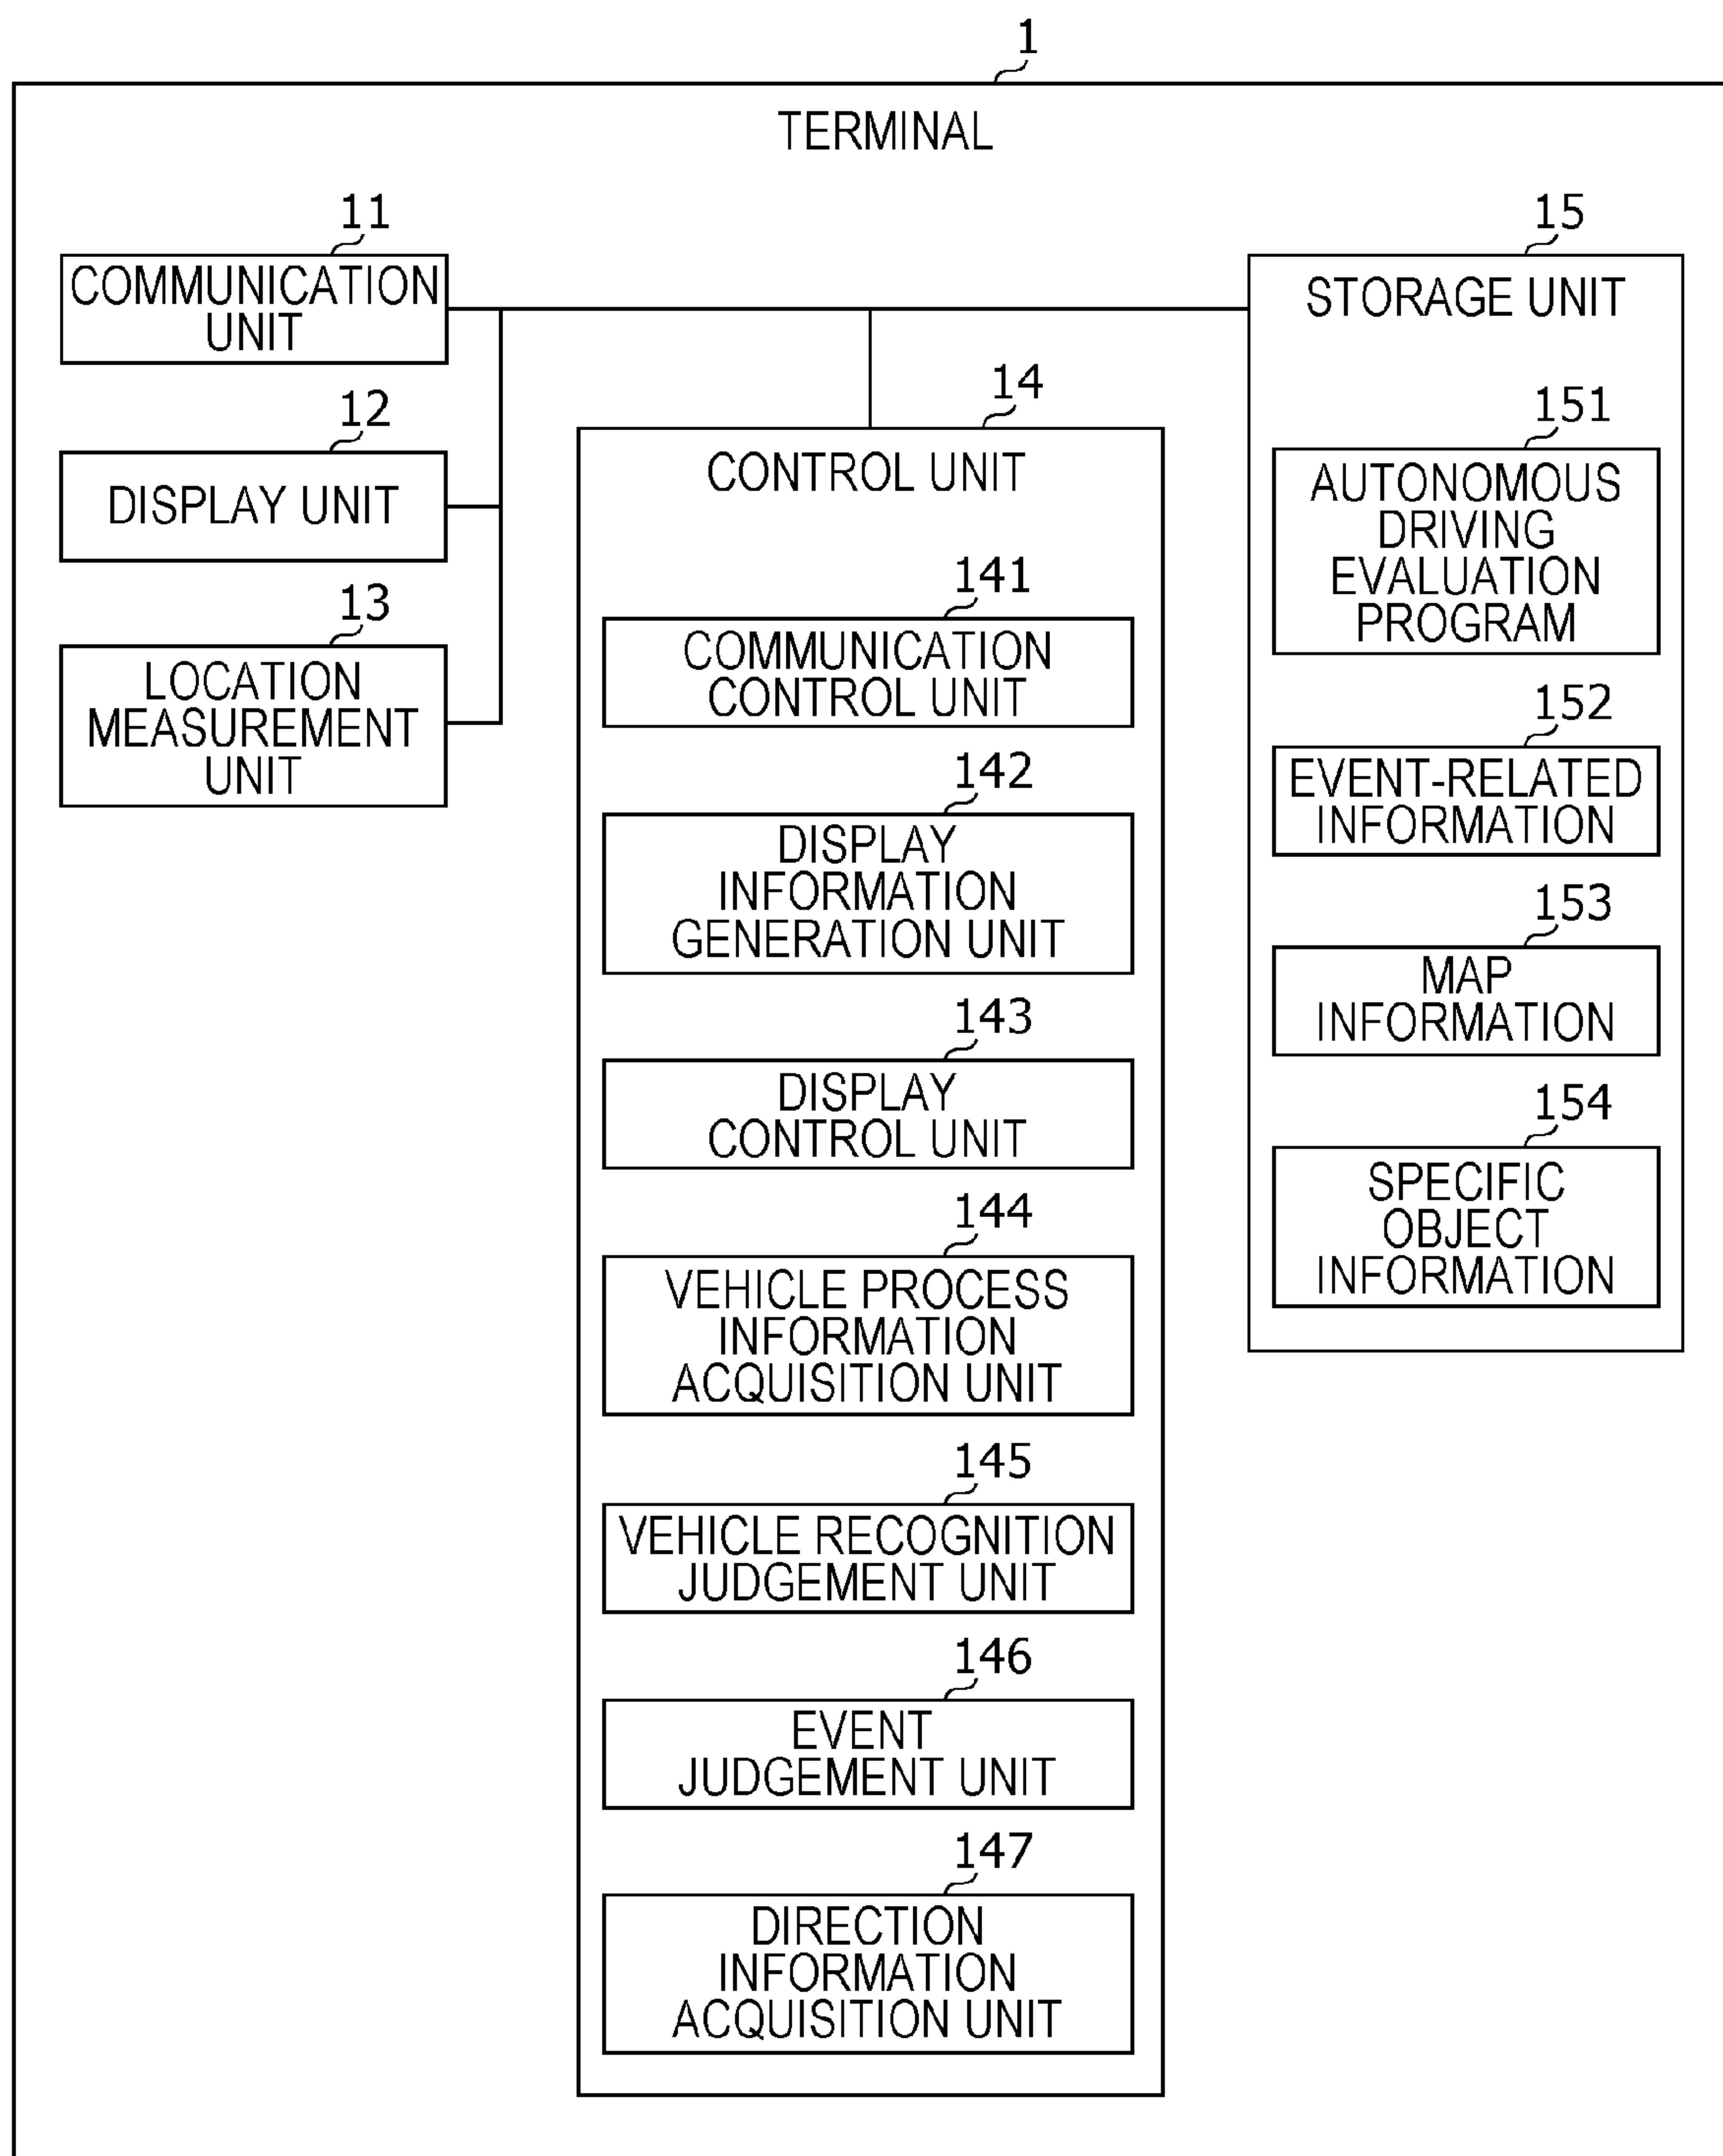 1
TERMINAL
11
COMMUNICATION
UNIT
12
DISPLAY UNIT
13
LOCATION
MEASUREMENT
UNIT
14
CONTROL UNIT
141
COMMUNICATION
CONTROL UNIT
142
DISPLAY
INFORMATION
GENERATION UNIT
143
DISPLAY
CONTROL UNIT
144
VEHICLE PROCESS
INFORMATION
ACQUISITION UNIT
145
VEHICLE RECOGNITION
JUDGEMENT UNIT
146
EVENT
JUDGEMENT UNIT
147
DIRECTION
INFORMATION
ACQUISITION UNIT
15
STORAGE UNIT
151
AUTONOMOUS
DRIVING
EVALUATION
PROGRAM
152
EVENT-RELATED
INFORMATION
153
MAP
INFORMATION
154
SPECIFIC
OBJECT
INFORMATION